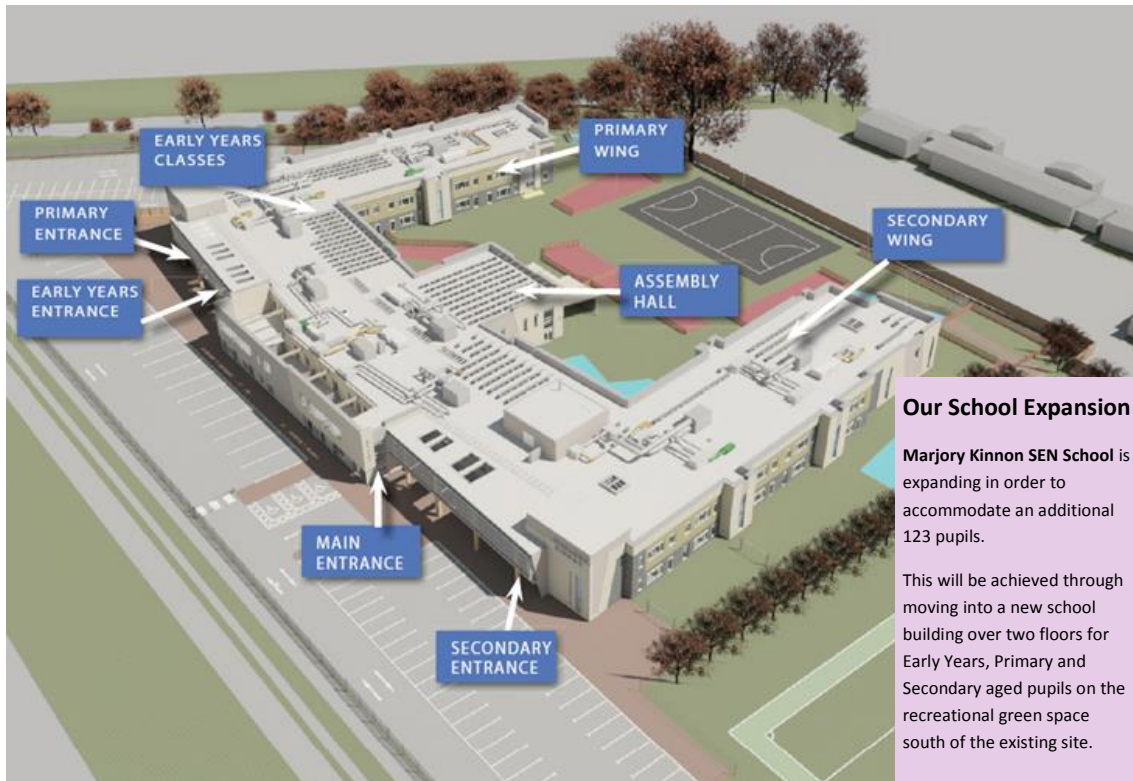 EARLY YEARS
CLASSES
PRIMARY
WING
PRIMARY
ENTRANCE
SECONDARY
WING
EARLY YEARS
ENTRANCE
ASSEMBLY
HALL
MAIN
ENTRANCE
SECONDARY
ENTRANCE
Our School Expansion
Marjory Kinnon SEN School is
expanding in order to
accommodate an additional
123 pupils.
This will be achieved through
moving into a new school
building over two floors for
Early Years, Primary and
Secondary aged pupils on the
recreational green space
south of the existing site.